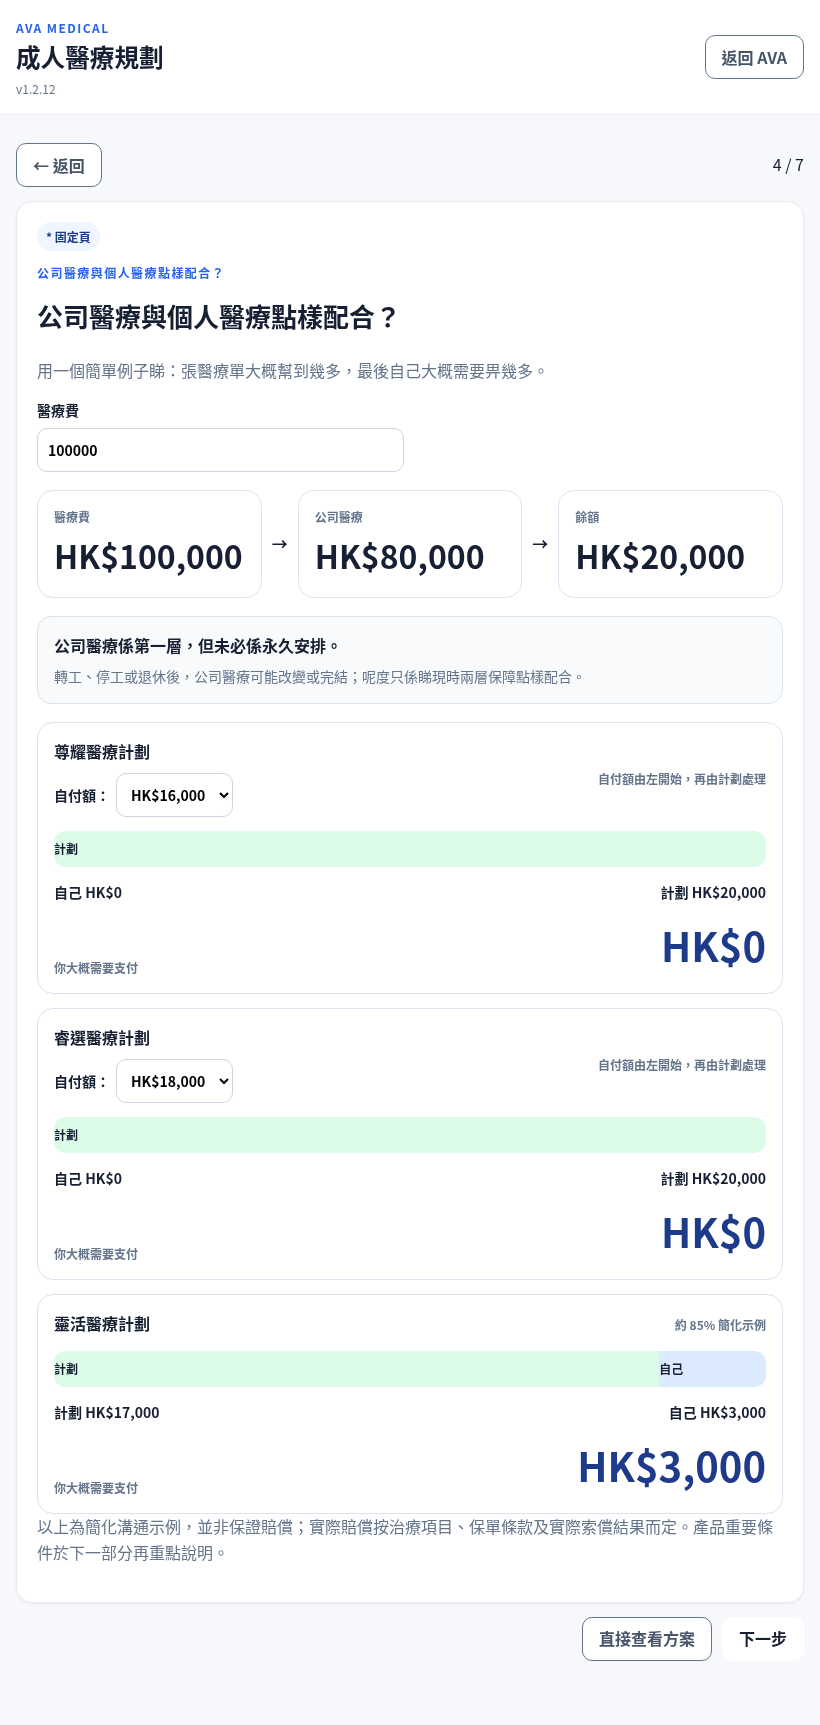 AVA MEDICAL
成人醫療規劃
v1.2.12
返回 AVA
← 返回
4 / 7
* 固定頁
公司醫療與個人醫療點樣配合？
公司醫療與個人醫療點樣配合？
用一個簡單例子睇：張醫療單大概幫到幾多，最後自己大概需要畀幾多。
醫療費
100000
醫療費
HK$100,000
→
公司醫療
HK$80,000
→
餘額
HK$20,000
公司醫療係第一層，但未必係永久安排。
轉工、停工或退休後，公司醫療可能改變或完結；呢度只係睇現時兩層保障點樣配合。
尊耀醫療計劃
自付額： HK$16,000
自付額由左開始，再由計劃處理
計劃
自己 HK$0
計劃 HK$20,000
你大概需要支付
HK$0
睿選醫療計劃
自付額： HK$18,000
自付額由左開始，再由計劃處理
計劃
自己 HK$0
計劃 HK$20,000
你大概需要支付
HK$0
靈活醫療計劃
約 85% 簡化示例
計劃
自己
計劃 HK$17,000
自己 HK$3,000
你大概需要支付
HK$3,000
以上為簡化溝通示例，並非保證賠償；實際賠償按治療項目、保單條款及實際索償結果而定。產品重要條
件於下一部分再重點說明。
直接查看方案
下一步